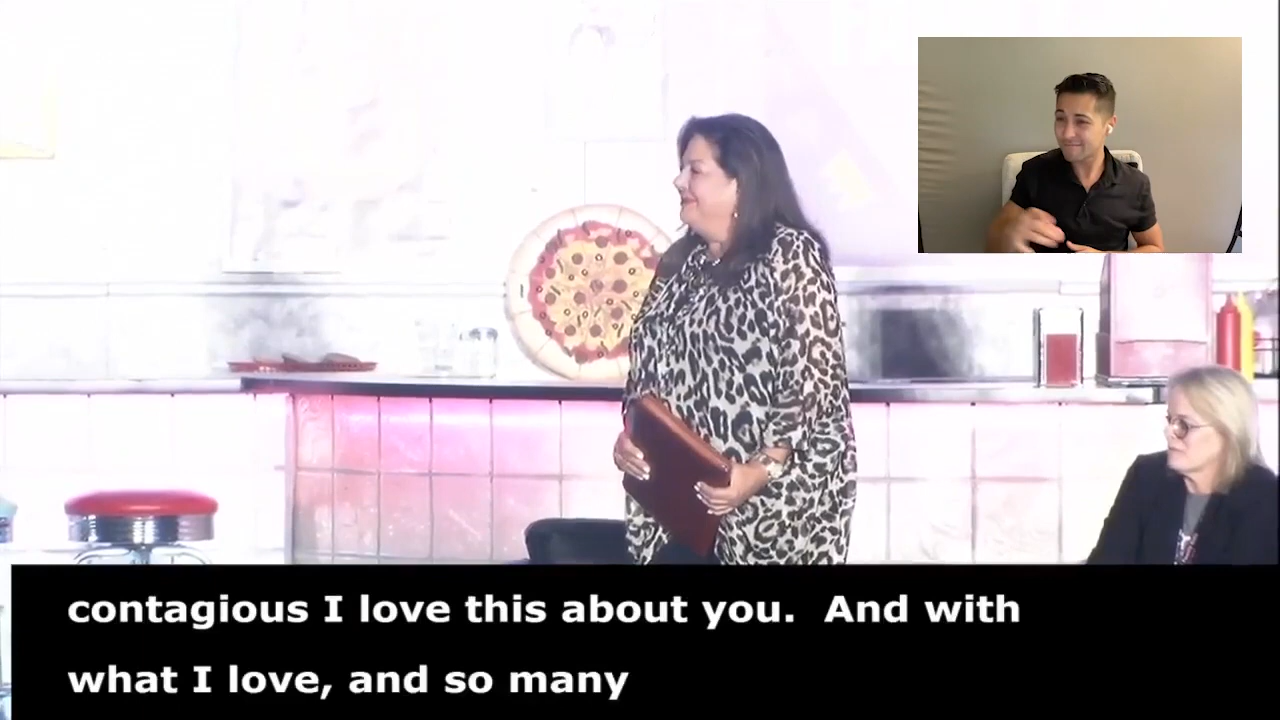 contagious I love this about you.  And with
what I love, and so many